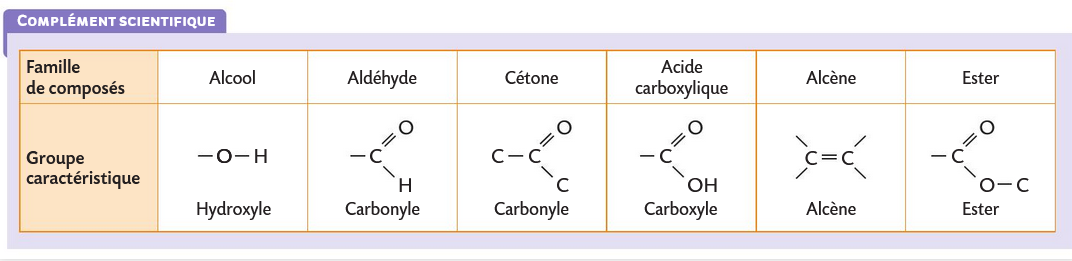 COMPLÉMENT SCIENTIFIQUE
Famille
de composés
Alcool
Aldéhyde
Cétone
Acide
carboxylique
Alcène
Ester
Groupe
caractéristique
–O–H
Hydroxyle
O
–C
H
Carbonyle
O
C–C
C
Carbonyle
O
–C
OH
Carboxyle
C=C
Alcène
O
–C
O–C
Ester